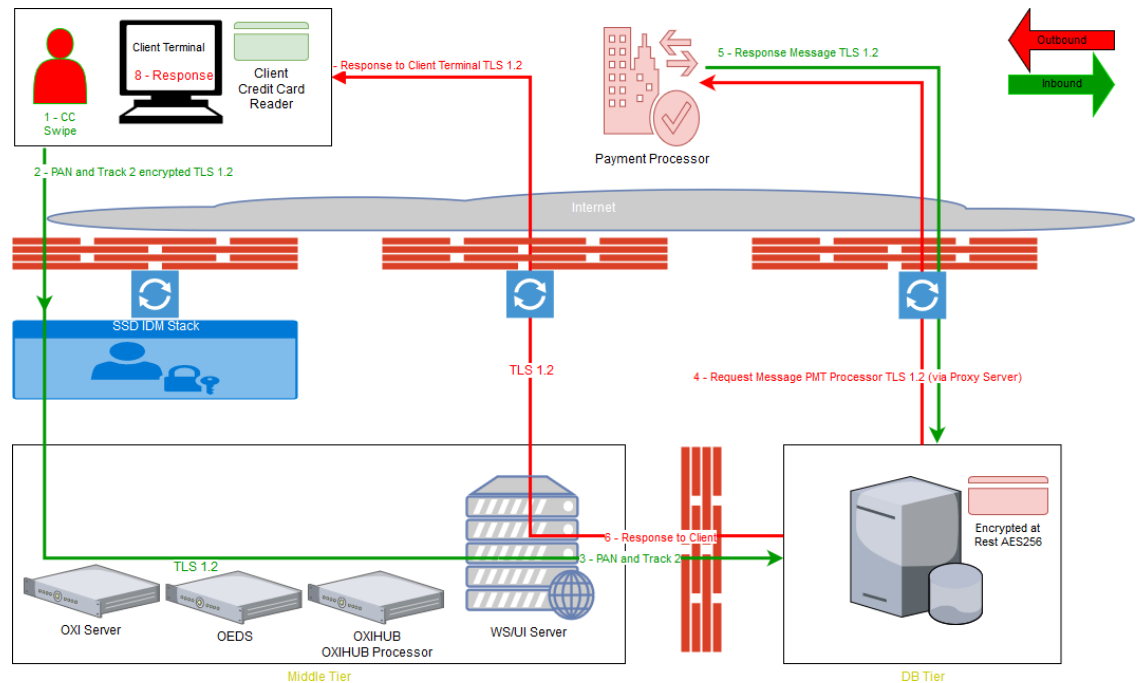 Client Terminal
8 - Response
Client
Credit Card
Reader
1 - CC
Swipe
- Response to Client Terminal TLS 1.2
5 - Response Message TLS 1.2
Payment Processor
Outbound
Inbound
2 - PAN and Track 2 encrypted TLS 1.2
Internet
SSD IDM Stack
TLS 1.2
4 - Request Message PMT Processor TLS 1.2 (via Proxy Server)
6 - Response to Client
3 - PAN and Track 2
TLS 1.2
OXI Server
OEDS
OXIHUB
OXIHUB Processor
WS/UI Server
Encrypted at
Rest AES256
Middle Tier
DB Tier